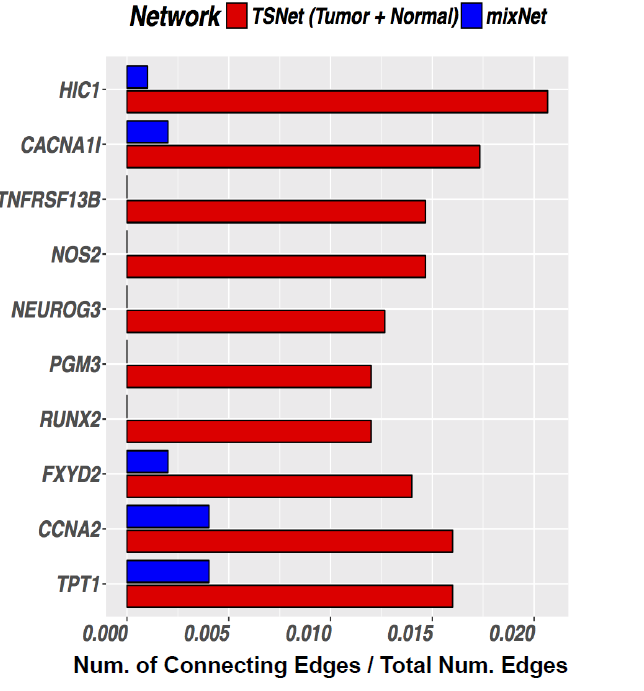 Network TSNet (Tumor + Normal) mixNet
HIC1
CACNA1I
TNFRSF13B
NOS2
NEUROG3
PGM3
RUNX2
FXYD2
CCNA2
TPT1
0.000 0.005 0.010 0.015 0.020
Num. of Connecting Edges / Total Num. Edges